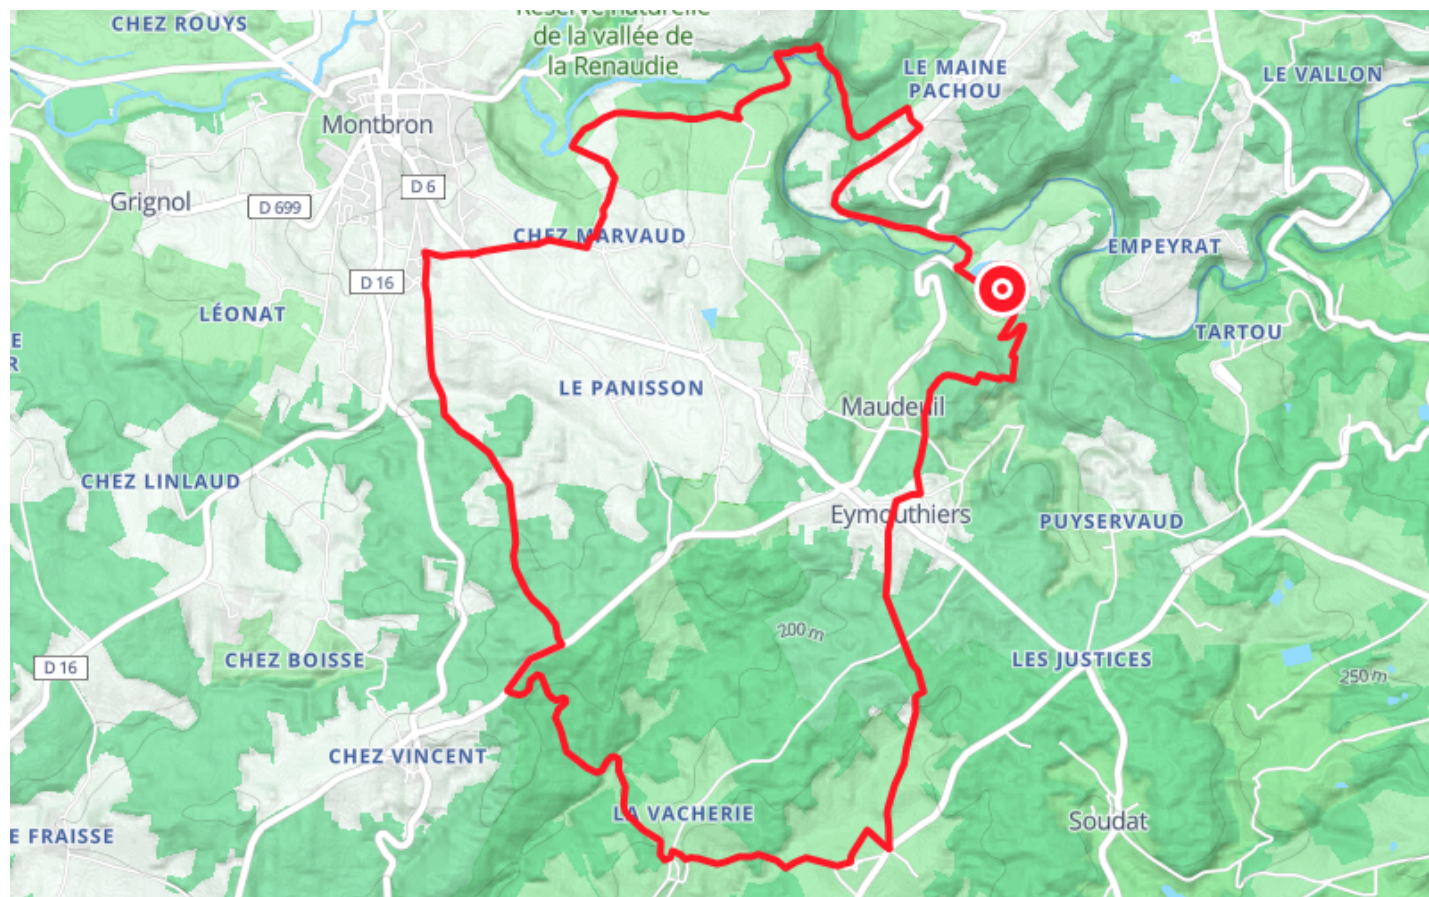 Réserve naturelle
de la vallée de
la Renaudie
CHEZ ROUYS
LE MAINE
PACHOU
LE VALLON
Montbron
D 6
Grignol
D 699
CHEZ MARVAUD
EMPEYRAT
D 16
LÉONAT
TARTOU
E
R
LE PANISSON
Maudeuil
CHEZ LINLAUD
Eymouthiers
PUYSERVAUD
200 m
CHEZ BOISSE
LES JUSTICES
D 16
250 m
CHEZ VINCENT
LA VACHERIE
Soudat
E FRAISSE